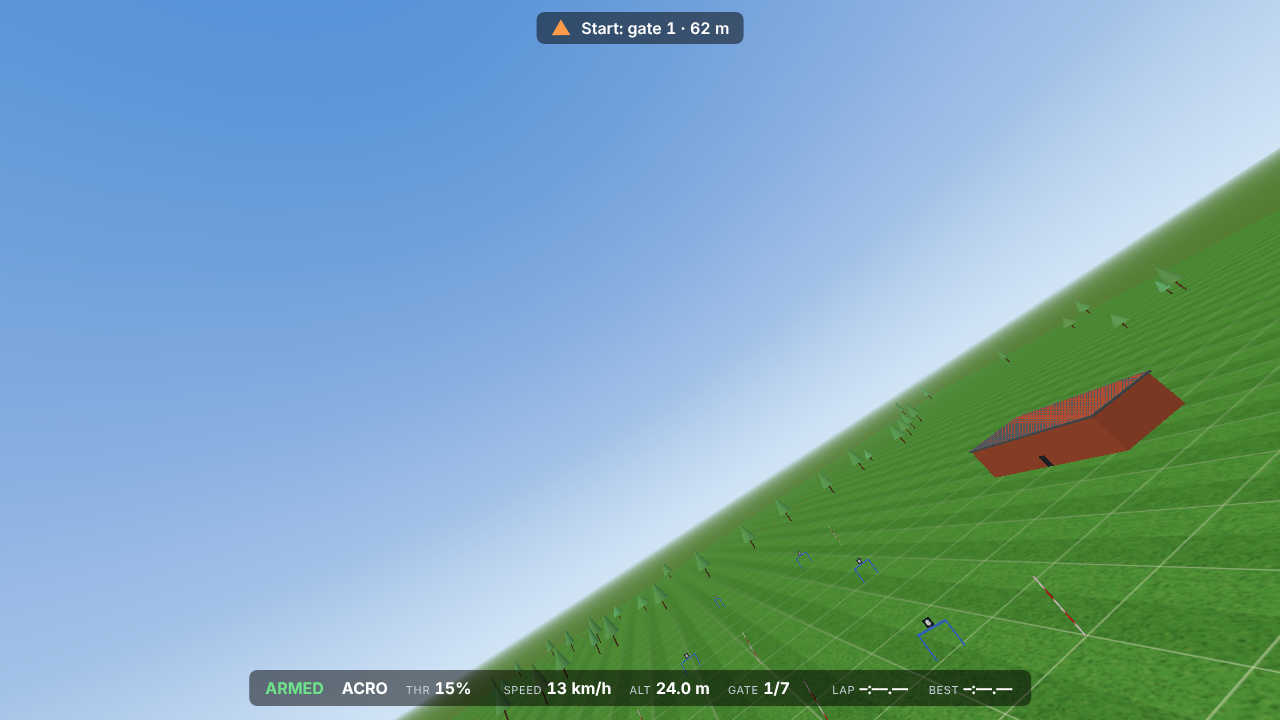 Start: gate 1 · 62 m
ARMED ACRO THR 15% SPEED 13 km/h ALT 24.0 m GATE 1/7 LAP –:––.–– BEST –:––.––